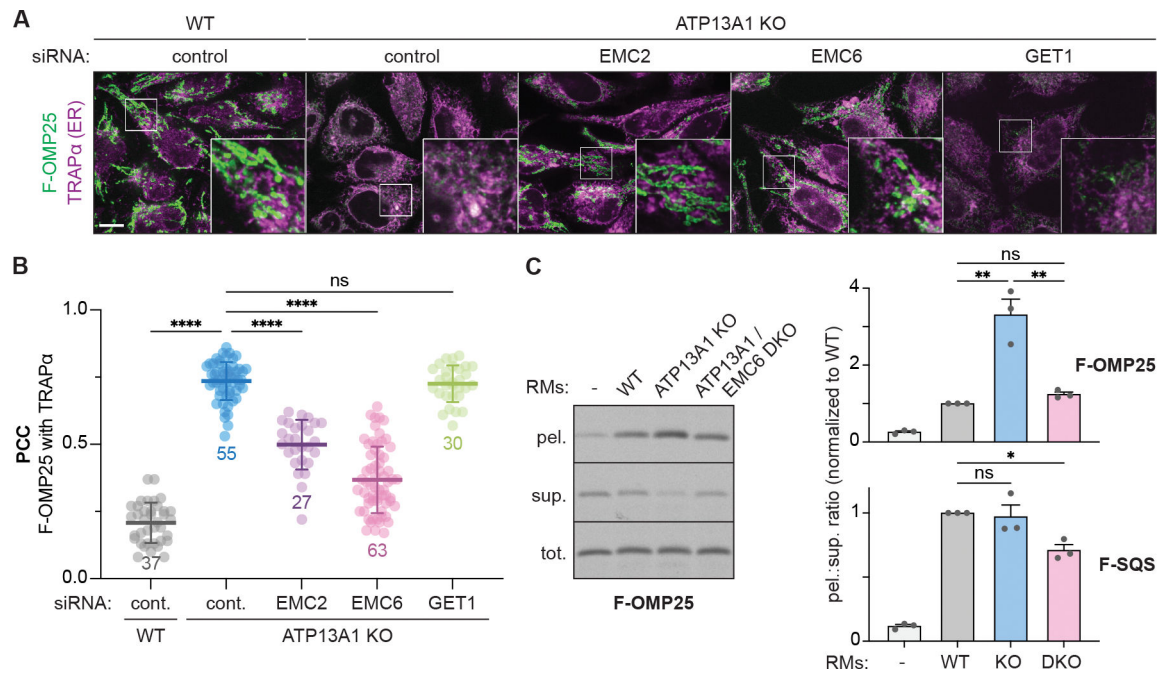 A
WT
ATP13A1 KO
siRNA:
control
control
EMC2
EMC6
GET1
F-OMP25
TRAPα (ER)
B
ns
****
****
****
1.0
0.5
0.0
PCC
F-OMP25 with TRAPα
37
55
27
63
30
siRNA:
cont.
cont.
EMC2
EMC6
GET1
WT
ATP13A1 KO
C
RMs:
-
WT
ATP13A1 KO
ATP13A1 /
EMC6 DKO
pel.
sup.
tot.
F-OMP25
pel.:sup. ratio (normalized to WT)
ns
**
**
4
2
0
F-OMP25
*
ns
1
0
F-SQS
RMs:
-
WT
KO
DKO